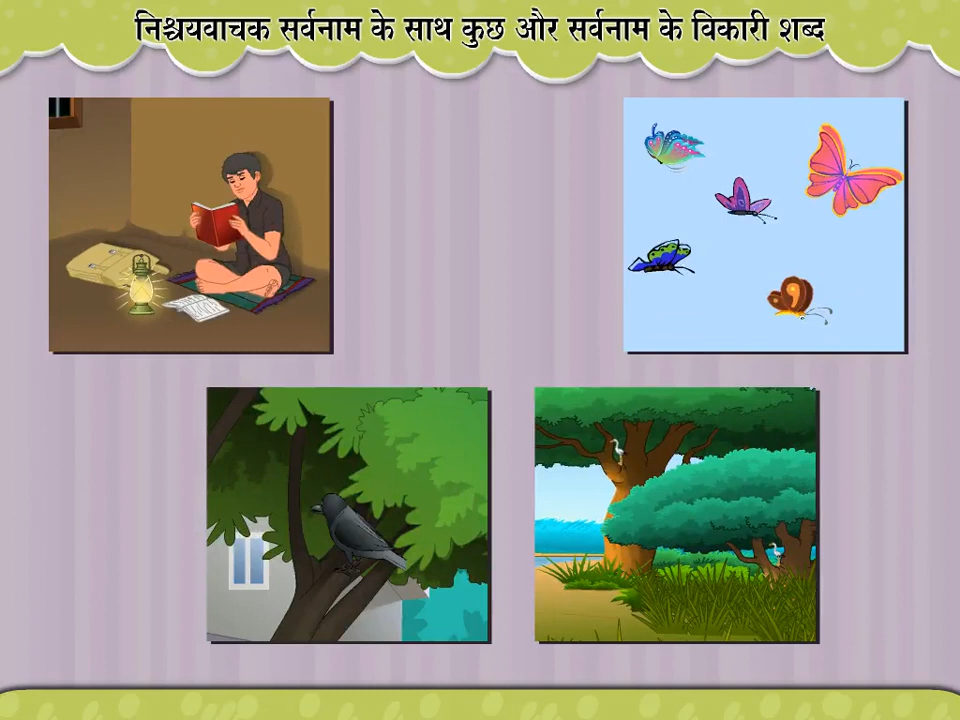 निश्चयवाचक सर्वनाम के साथ कुछ और सर्वनाम के विकारी शब्द